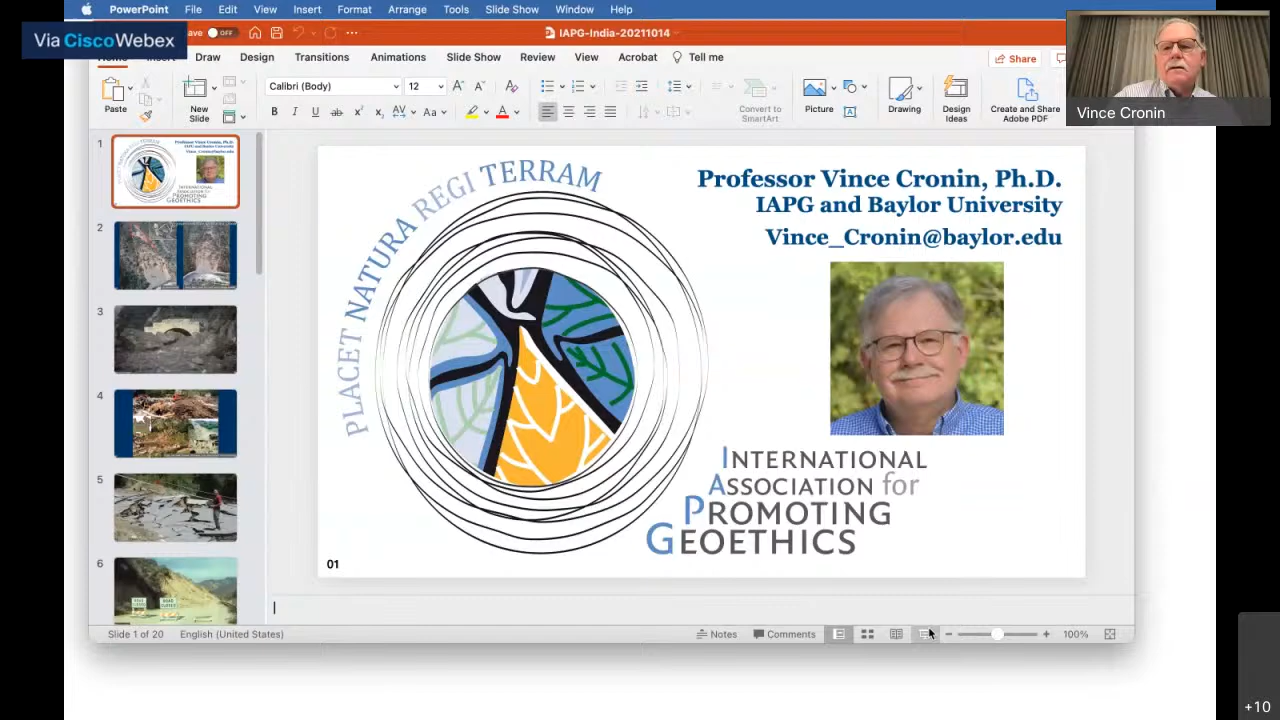 PowerPoint File Edit View Insert Format Arrange Tools Slide Show Window Help
Via Cisco Webex
OFF
IAPG-India-20211014
Draw Design Transitions Animations Slide Show Review View Acrobat Tell me
Share
Paste
New Slide
Calibri (Body) 12
Convert to SmartArt
Picture
Drawing
Design Ideas
Create and Share Adobe PDF
Vince Cronin
1
2
3
4
5
6
PLACET NATURA REGI TERRAM
Professor Vince Cronin, Ph.D.
IAPG and Baylor University
Vince_Cronin@baylor.edu
INTERNATIONAL
ASSOCIATION for
PROMOTING
GEOETHICS
01
Slide 1 of 20 English (United States) Notes Comments 100%
+10